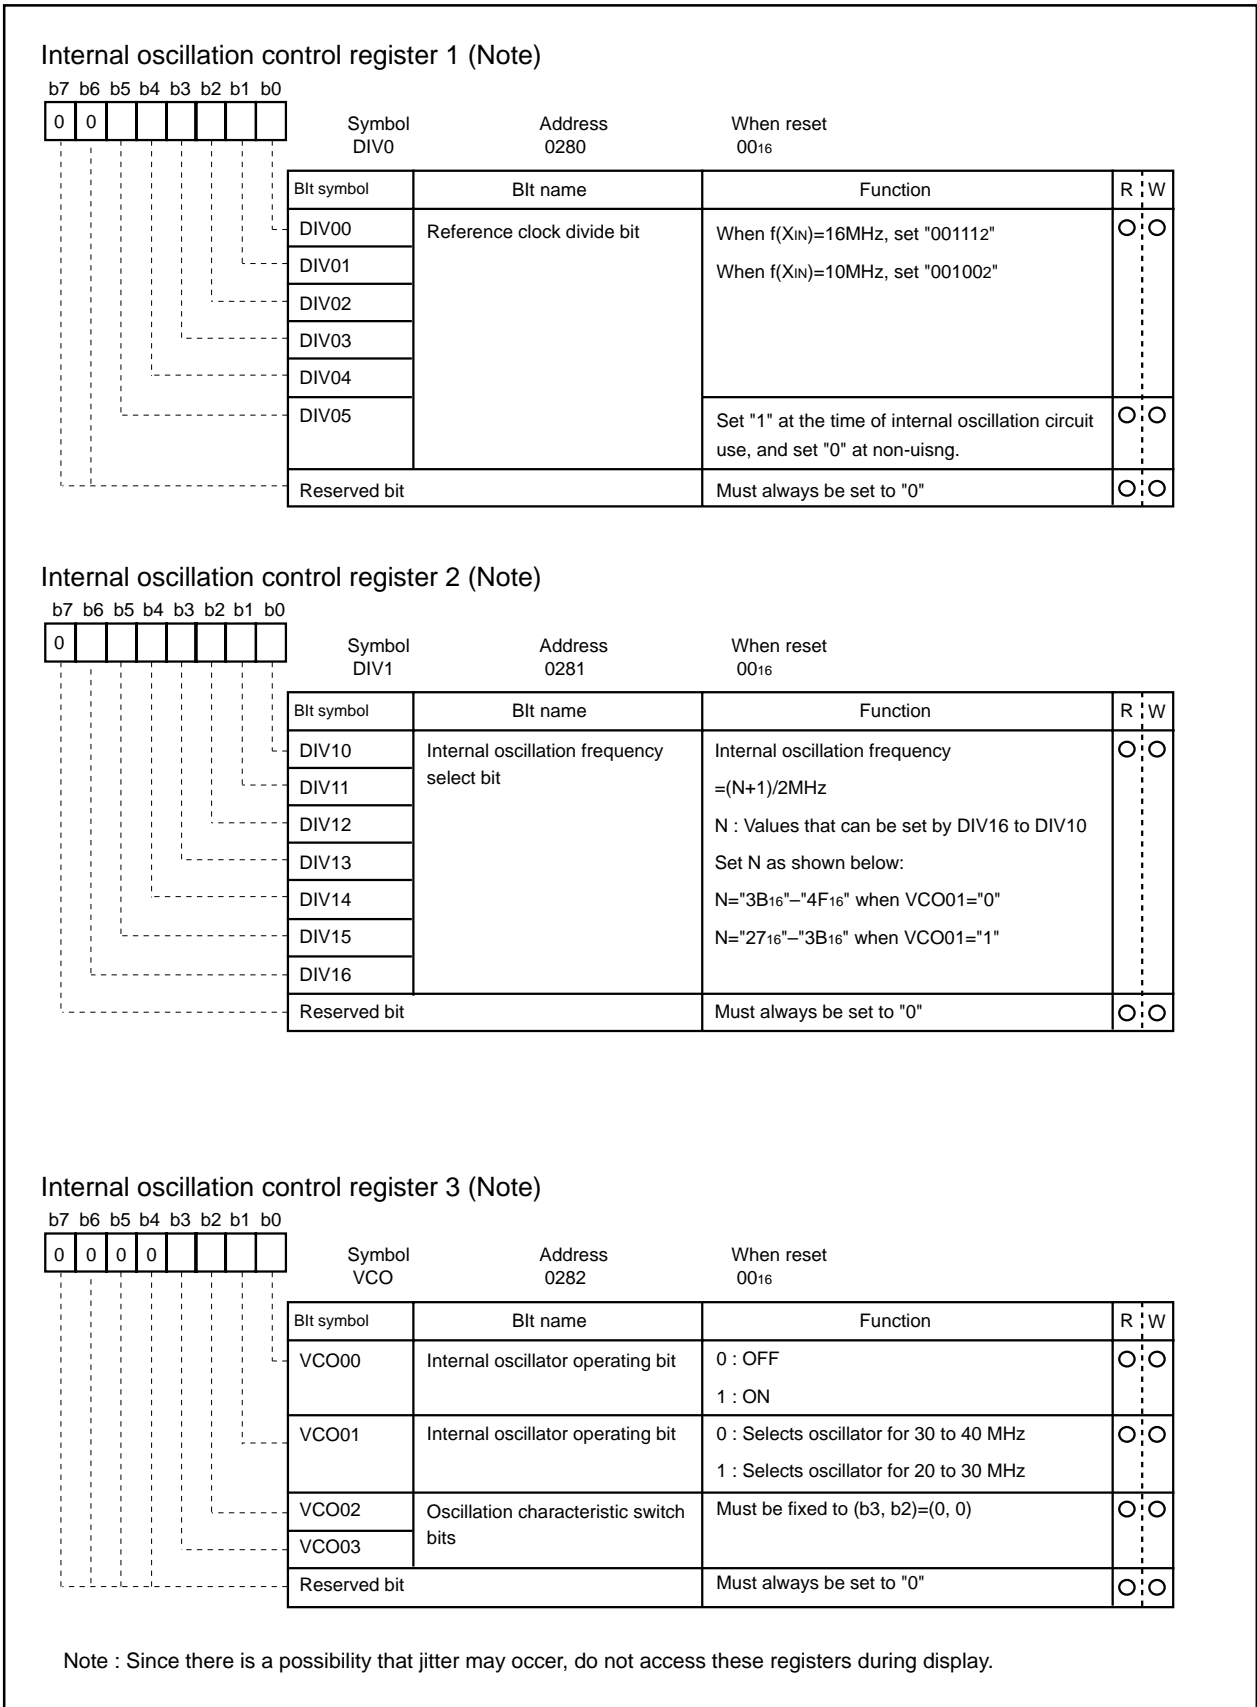 Internal oscillation control register 1 (Note)
b7 b6 b5 b4 b3 b2 b1 b0
0 0
Symbol Address When reset
DIV0 0280 0016
BIt symbol BIt name Function R W
DIV00 Reference clock divide bit When f(XIN)=16MHz, set "001112" O O
DIV01 When f(XIN)=10MHz, set "001002"
DIV02
DIV03
DIV04
DIV05 Set "1" at the time of internal oscillation circuit O O
use, and set "0" at non-uisng.
Reserved bit Must always be set to "0" O O
Internal oscillation control register 2 (Note)
b7 b6 b5 b4 b3 b2 b1 b0
0
Symbol Address When reset
DIV1 0281 0016
BIt symbol BIt name Function R W
DIV10 Internal oscillation frequency Internal oscillation frequency O O
DIV11 select bit =(N+1)/2MHz
DIV12 N : Values that can be set by DIV16 to DIV10
DIV13 Set N as shown below:
DIV14 N="3B16"–"4F16" when VCO01="0"
DIV15 N="2716"–"3B16" when VCO01="1"
DIV16
Reserved bit Must always be set to "0" O O
Internal oscillation control register 3 (Note)
b7 b6 b5 b4 b3 b2 b1 b0
0 0 0 0
Symbol Address When reset
VCO 0282 0016
BIt symbol BIt name Function R W
VCO00 Internal oscillator operating bit 0 : OFF O O
1 : ON
VCO01 Internal oscillator operating bit 0 : Selects oscillator for 30 to 40 MHz O O
1 : Selects oscillator for 20 to 30 MHz
VCO02 Oscillation characteristic switch Must be fixed to (b3, b2)=(0, 0) O O
VCO03 bits
Reserved bit Must always be set to "0" O O
Note : Since there is a possibility that jitter may occer, do not access these registers during display.